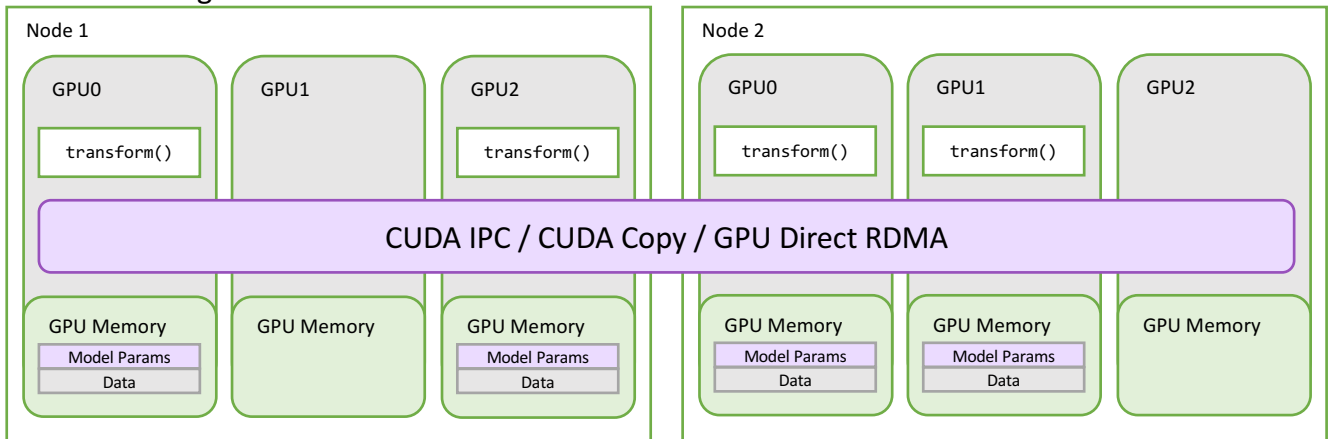 Node 1
GPU0
transform()
GPU1
GPU2
transform()
Node 2
GPU0
transform()
GPU1
transform()
GPU2
CUDA IPC / CUDA Copy / GPU Direct RDMA
GPU Memory
Model Params
Data
GPU Memory
GPU Memory
Model Params
Data
GPU Memory
Model Params
Data
GPU Memory
Model Params
Data
GPU Memory